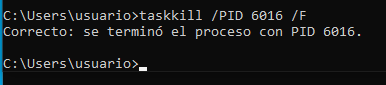 C:\Users\usuario>taskkill /PID 6016 /F
Correcto: se terminó el proceso con PID 6016.
C:\Users\usuario>